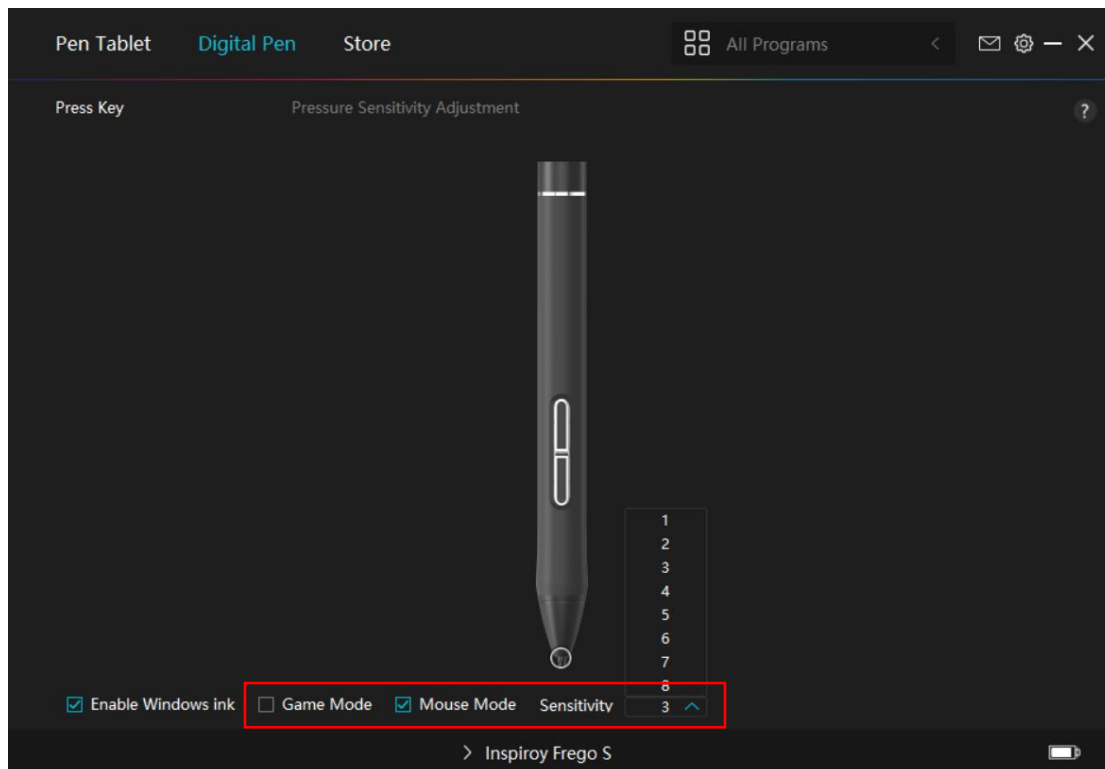 Pen Tablet Digital Pen Store All Programs
Press Key Pressure Sensitivity Adjustment ?
1
2
3
4
5
6
7
8
Enable Windows ink Game Mode Mouse Mode Sensitivity 3
Inspiroy Frego S